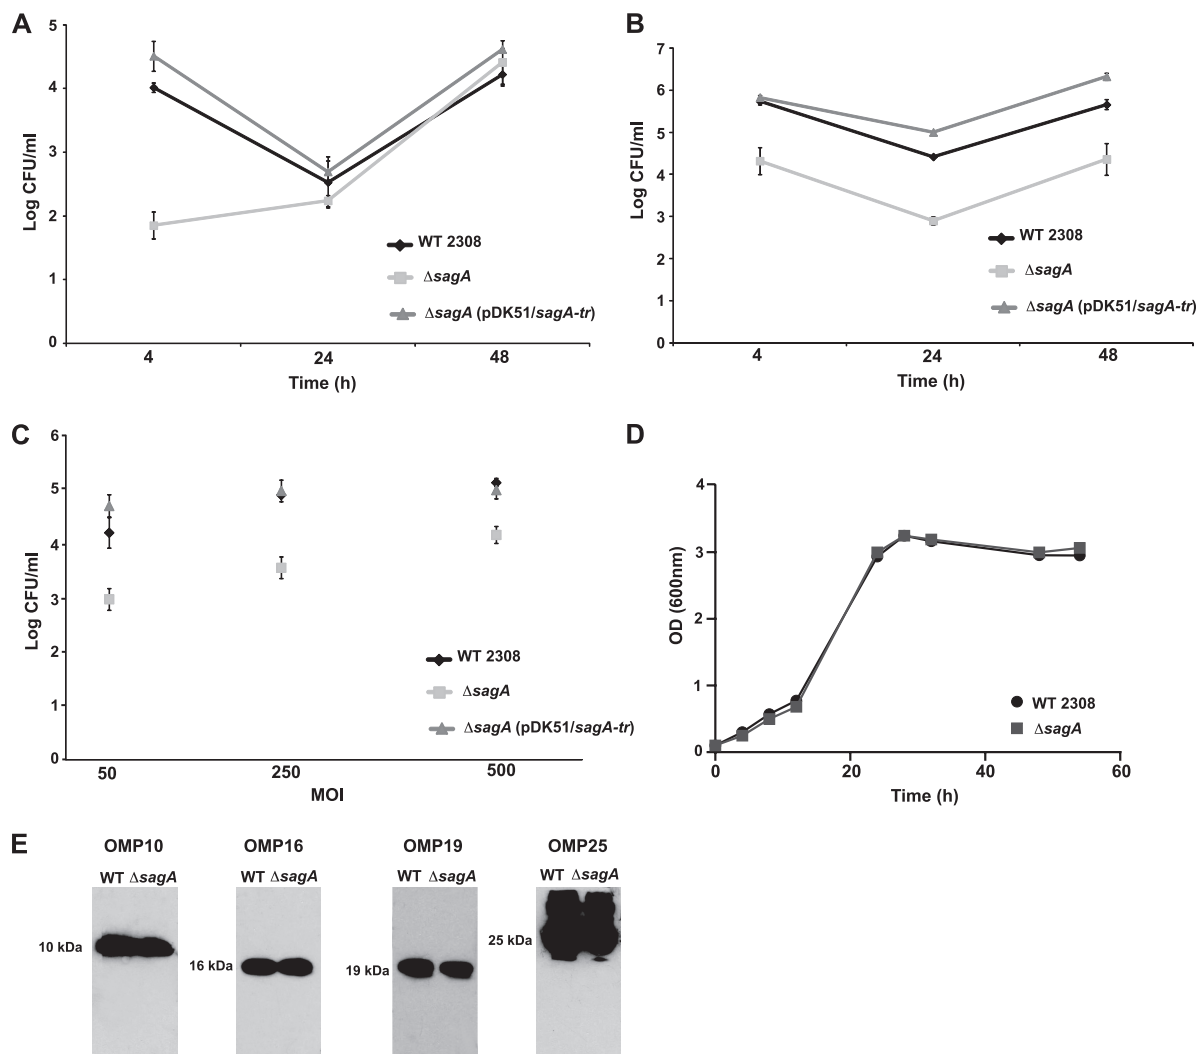 A
5
4
3
2
1
0
Log CFU/ml
4 24 48
Time (h)
WT 2308
ΔsagA
ΔsagA (pDK51/sagA-tr)
B
7
6
5
4
3
2
1
0
Log CFU/ml
4 24 48
Time (h)
WT 2308
ΔsagA
ΔsagA (pDK51/sagA-tr)
C
6
5
4
3
2
1
0
Log CFU/ml
50 250 500
MOI
WT 2308
ΔsagA
ΔsagA (pDK51/sagA-tr)
D
4
3
2
1
0
OD (600nm)
0 20 40 60
Time (h)
WT 2308
ΔsagA
E
OMP10 OMP16 OMP19 OMP25
WT ΔsagA WT ΔsagA WT ΔsagA WT ΔsagA
10 kDa
16 kDa
19 kDa
25 kDa